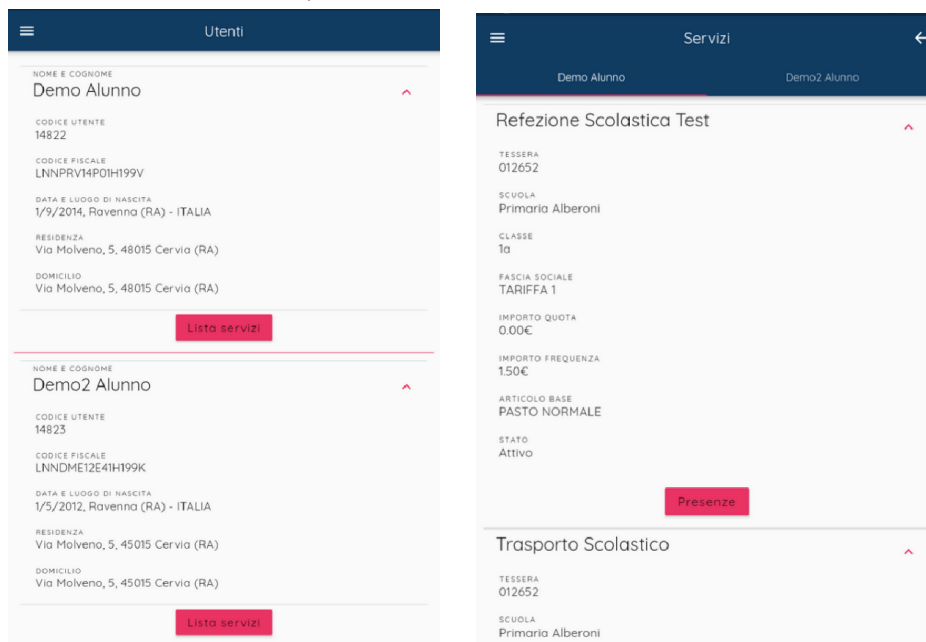 Utenti
NOME E COGNOME
Demo Alunno
CODICE UTENTE
14822
CODICE FISCALE
LNNPRV14P01H199V
DATA E LUOGO DI NASCITA
1/9/2014, Ravenna (RA) - ITALIA
RESIDENZA
Via Molveno, 5, 48015 Cervia (RA)
DOMICILIO
Via Molveno, 5, 48015 Cervia (RA)
Lista servizi
NOME E COGNOME
Demo2 Alunno
CODICE UTENTE
14823
CODICE FISCALE
LNNDME12E41H199K
DATA E LUOGO DI NASCITA
1/5/2012, Ravenna (RA) - ITALIA
RESIDENZA
Via Molveno, 5, 45015 Cervia (RA)
DOMICILIO
Via Molveno, 5, 45015 Cervia (RA)
Lista servizi
Servizi
Demo Alunno
Demo2 Alunno
Refezione Scolastica Test
TESSERA
012652
SCUOLA
Primaria Alberoni
CLASSE
1a
FASCIA SOCIALE
TARIFFA 1
IMPORTO QUOTA
0.00€
IMPORTO FREQUENZA
1.50€
ARTICOLO BASE
PASTO NORMALE
STATO
Attivo
Presenze
Trasporto Scolastico
TESSERA
012652
SCUOLA
Primaria Alberoni